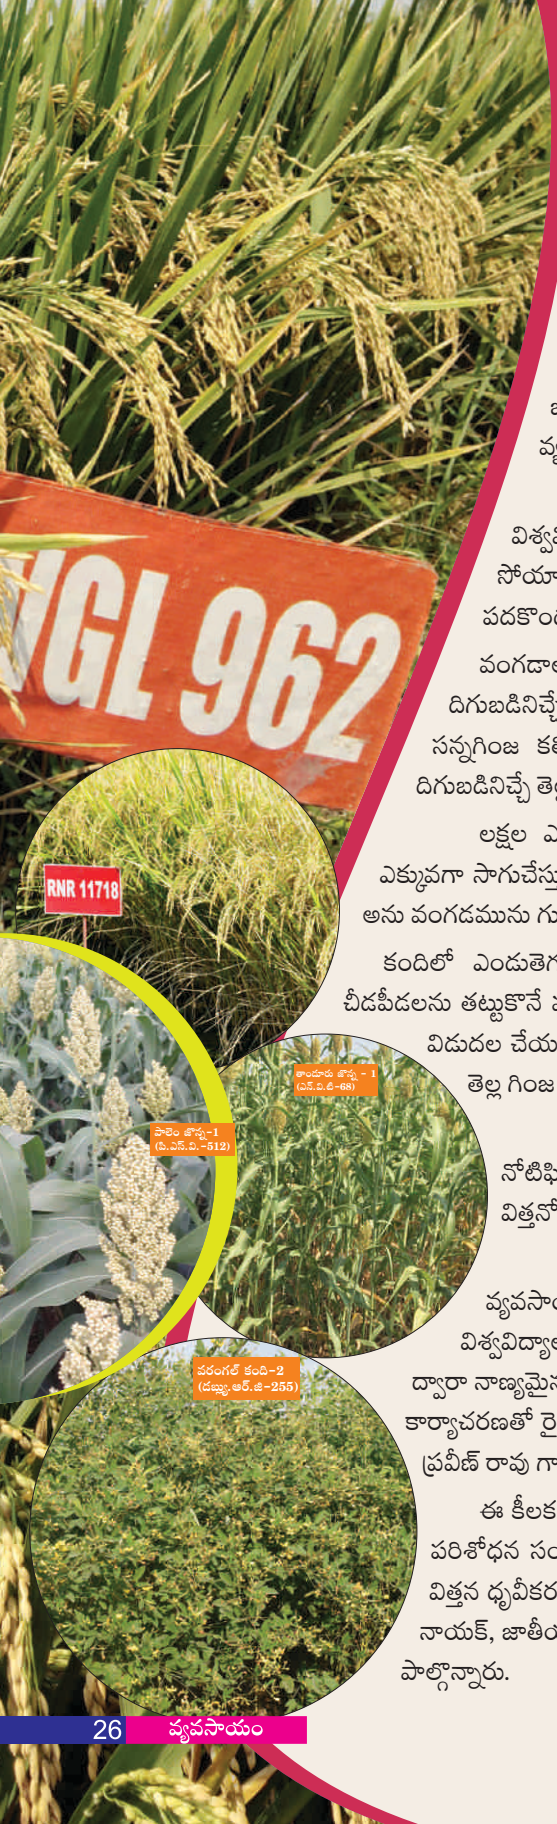 వ్య
విశ్వవి
సోయా
పదకొండ
వంగడాల
దిగుబడినిచ్చే
సన్నగింజ
దిగుబడినిచ్చే తెల్
WGL 962
లక్షల ఎ
ఎక్కువగా సాగుచేస్తు
RNR 11718
అను వంగడమును గు
కందిలో ఎండుతెగ
చీడపీడలను తట్టుకొనే
విడుదల చేయ
తాండూరు జొన్న - 1
(ఎన్.వి.టి-68)
తెల్ల గింజ
పాలెం జొన్న-1
(పి.ఎస్.వి.-512)
నోటిఫి
విత్తనో
వ్యవసాయ
విశ్వవిద్యాల
వరంగల్ కంది-2
(డబ్ల్యు.ఆర్.జి-255)
ద్వారా నాణ్యమైన
కార్యాచరణతో రై
ప్రవీణ్ రావు గా
ఈ కీలక
పరిశోధన సం
విత్తన ధృవీకర
నాయక్, జాతీయ
పాల్గొన్నారు.
26 వ్యవసాయం